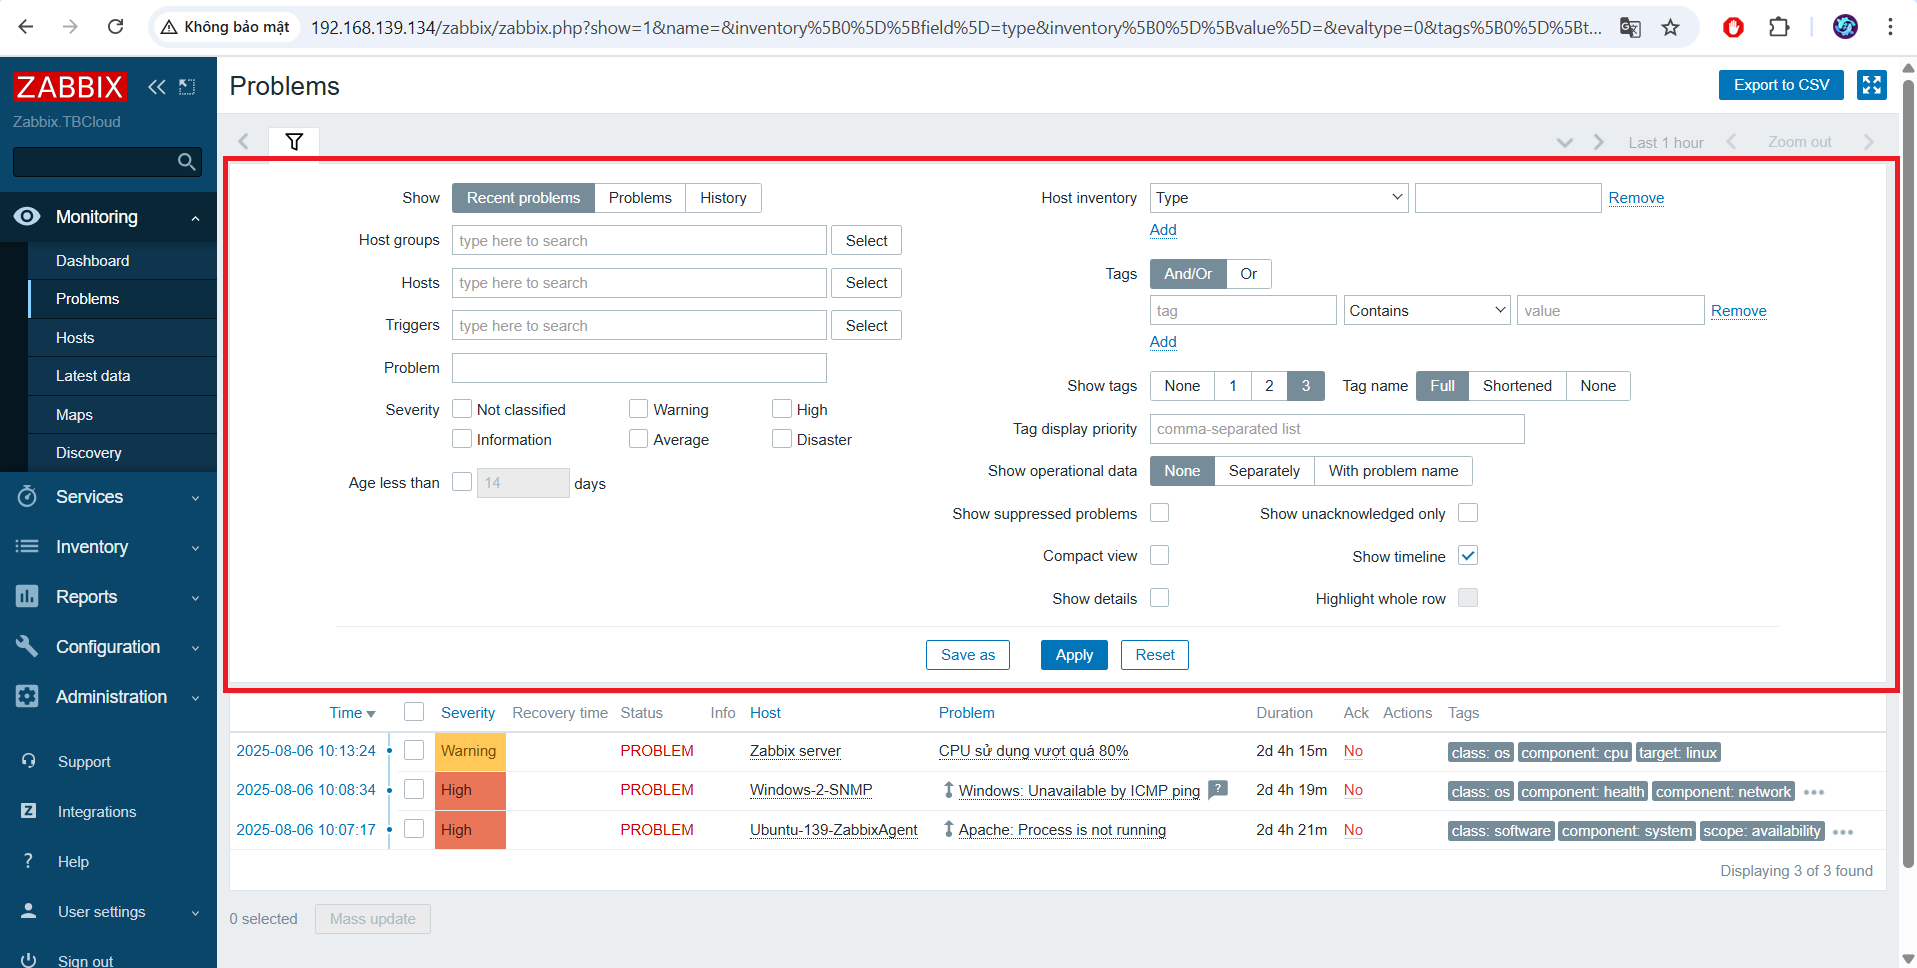 Không bảo mật
192.168.139.134/zabbix/zabbix.php?show=1&name=&inventory%5B0%5D%5Bfield%5D=type&inventory%5B0%5D%5Bvalue%5D=&evaltype=0&tags%5B0%5D%5Bt...
ZABBIX
Zabbix.TBCloud
Monitoring
Dashboard
Problems
Hosts
Latest data
Maps
Discovery
Services
Inventory
Reports
Configuration
Administration
Support
Z Integrations
? Help
User settings
Sign out
Problems
Export to CSV
Last 1 hour
Zoom out
Show Recent problems Problems History
Host groups type here to search Select
Hosts type here to search Select
Triggers type here to search Select
Problem
Severity Not classified Warning High
Information Average Disaster
Age less than 14 days
Host inventory Type Remove
Add
Tags And/Or Or
tag Contains value Remove
Add
Show tags None 1 2 3 Tag name Full Shortened None
Tag display priority comma-separated list
Show operational data None Separately With problem name
Show suppressed problems Show unacknowledged only
Compact view Show timeline
Show details Highlight whole row
Save as Apply Reset
Time Severity Recovery time Status Info Host Problem Duration Ack Actions Tags
2025-08-06 10:13:24 Warning PROBLEM Zabbix server CPU sử dụng vượt quá 80% 2d 4h 15m No class: os component: cpu target: linux
2025-08-06 10:08:34 High PROBLEM Windows-2-SNMP Windows: Unavailable by ICMP ping ? 2d 4h 19m No class: os component: health component: network •••
2025-08-06 10:07:17 High PROBLEM Ubuntu-139-ZabbixAgent Apache: Process is not running 2d 4h 21m No class: software component: system scope: availability •••
Displaying 3 of 3 found
0 selected Mass update